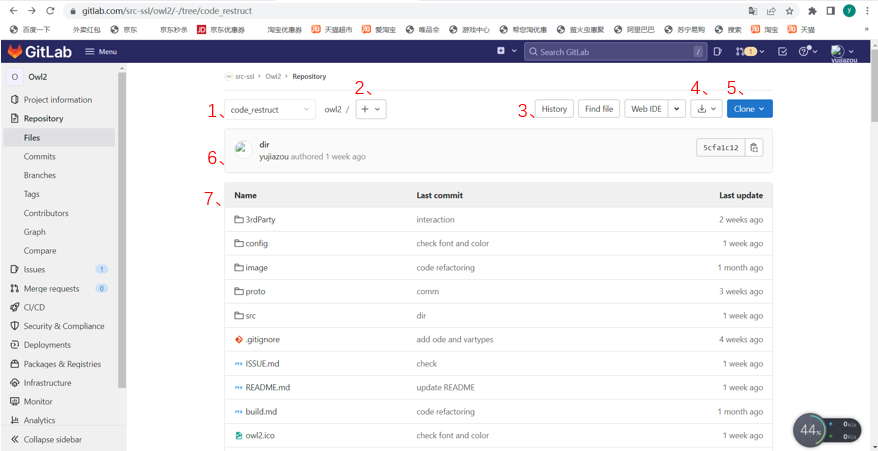 gitlab.com/src-ssl/owl2/-/tree/code_restruct
y
百度一下
外卖红包
京东
京东秒杀
JD 京东优惠券
淘宝优惠券
淘 天猫超市
淘 爱淘宝
唯品会
游戏中心
帮您淘优惠
萤火虫聚
阿里巴巴
苏宁易购
搜索
淘 淘宝
淘 天猫
»
GitLab
Menu
Search GitLab
/
1
yujiazou
O Owl2
Project information
Repository
Files
Commits
Branches
Tags
Contributors
Graph
Compare
Issues 1
Merge requests 0
CI/CD
Security & Compliance
Deployments
Packages & Registries
Infrastructure
Monitor
Analytics
Collapse sidebar
src-ssl › Owl2 › Repository
1、 code_restruct
owl2 /
2、 +
3、 History
Find file
Web IDE
4、
5、 Clone
6、
dir
yujiazou authored 1 week ago
5cfa1c12
7、
Name Last commit Last update
3rdParty interaction 2 weeks ago
config check font and color 1 week ago
image code refactoring 1 month ago
proto comm 3 weeks ago
src dir 1 week ago
.gitignore add ode and vartypes 4 weeks ago
ISSUE.md check 1 week ago
README.md update README 1 week ago
build.md code refactoring 1 month ago
owl2.ico check font and color 1 week ago
44%